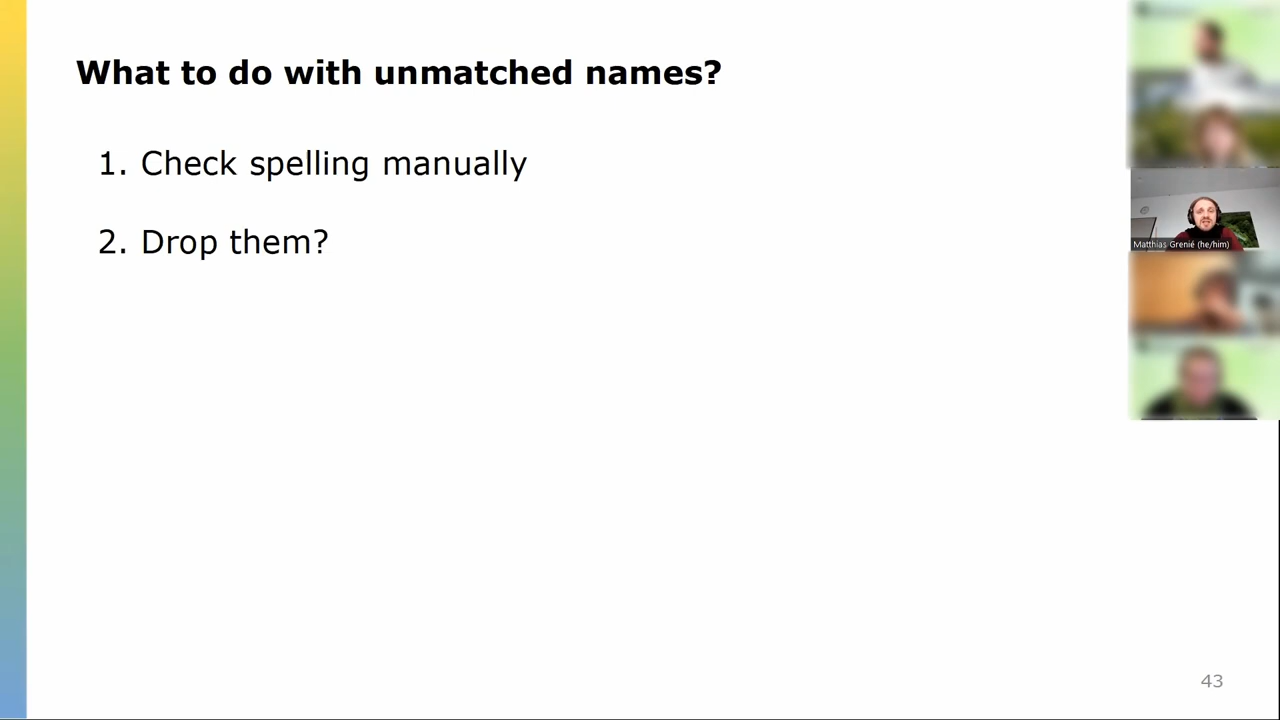 What to do with unmatched names?
1. Check spelling manually
2. Drop them?
Matthias Grenié (he/him)
43